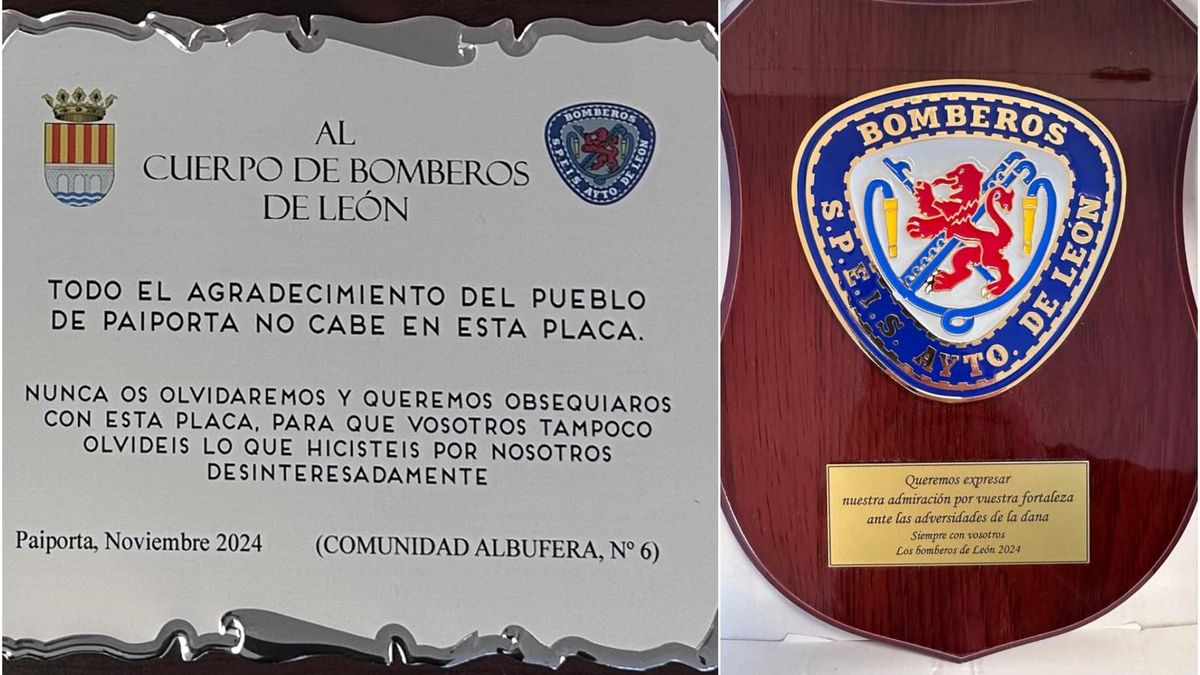 AL
CUERPO DE BOMBEROS
DE LEÓN
BOMBEROS
S.P.E.I.S. AYTO. DE LEÓN
TODO EL AGRADECIMIENTO DEL PUEBLO
DE PAIPORTA NO CABE EN ESTA PLACA.
NUNCA OS OLVIDAREMOS Y QUEREMOS OBSEQUIAROS
CON ESTA PLACA, PARA QUE VOSOTROS TAMPOCO
OLVIDEIS LO QUE HICISTEIS POR NOSOTROS
DESINTERESADAMENTE
Paiporta, Noviembre 2024 (COMUNIDAD ALBUFERA, Nº 6)
BOMBEROS
S.P.E.I.S. AYTO. DE LEÓN
Queremos expresar
nuestra admiración por vuestra fortaleza
ante las adversidades de la dana
Siempre con vosotros
Los bomberos de León 2024